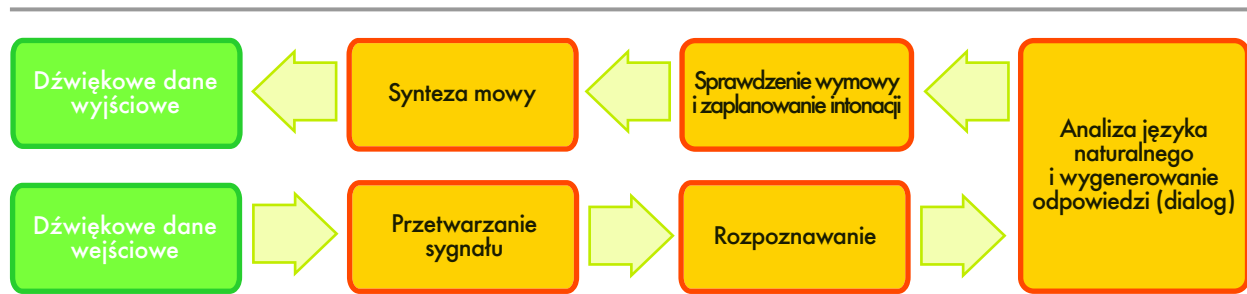 Dźwiękowe dane
wyjściowe
Synteza mowy
Sprawdzenie wymowy
i zaplanowanie intonacji
Analiza języka
naturalnego
i wygenerowanie
odpowiedzi (dialog)
Dźwiękowe dane
wejściowe
Przetwarzanie
sygnału
Rozpoznawanie